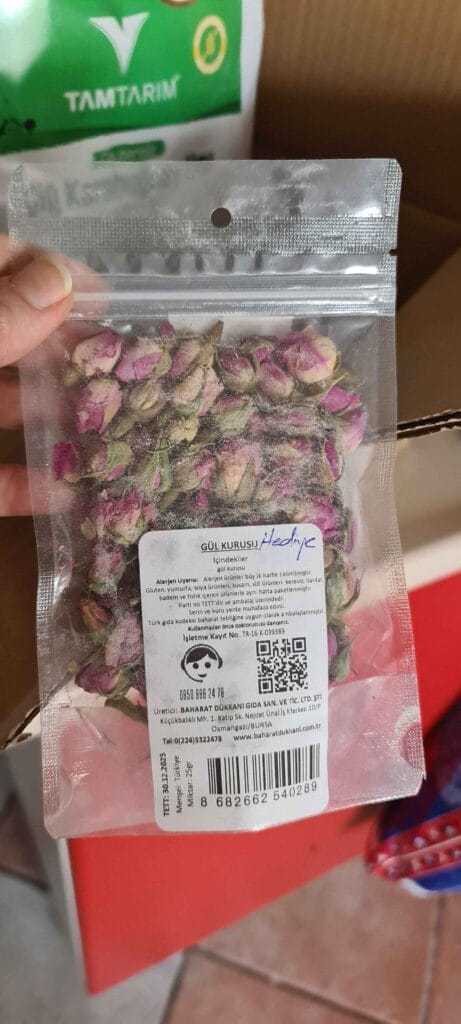 TAMTARIM
GÜL KURUSU Hediye
İçindekiler
gül kurusu
Alerjen Uyarısı: Alerjen ürünler büyük harfle belirtilmiştir.
Gluten, yumurta, soya ürünleri, susam, süt ürünleri, kereviz, hardal,
badem ve fıstık içeren ürünlerle aynı hatta paketlenmiştir.
Parti no TETT'dir ve ambalaj üzerindedir.
Serin ve kuru yerde muhafaza ediniz.
Türk gıda kodeksi baharat tebliğine uygun olarak ambalajlanmıştır.
Kullanmadan önce doktorunuza danışınız.
İşletme Kayıt No: TR-16-K-039383
0850 888 24 76
Üretici: BAHARAT DÜKKANI GIDA SAN. VE TİC. LTD. ŞTİ
Küçükbalıklı Mh. 1. Katip Sk. Nejdet Ünal İş Merkezi 10/P
Osmangazi/BURSA
Tel:0(224)5322478 www.baharatdukkani.com.tr
TETT: 30.12.2025
Menşei: Türkiye
Miktar: 25gr
8 682662 540289